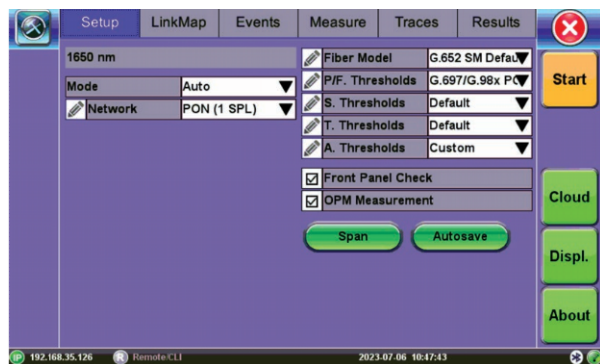 Setup LinkMap Events Measure Traces Results
1650 nm
Mode Auto
Network PON (1 SPL)
Fiber Model G.652 SM Defau
P/F. Thresholds G.697/G.98x PO
S. Thresholds Default
T. Thresholds Default
A. Thresholds Custom
Front Panel Check
OPM Measurement
Span Autosave
Start
Cloud
Displ.
About
IP 192.168.35.126 R Remote/CLI 2023-07-06 10:47:43